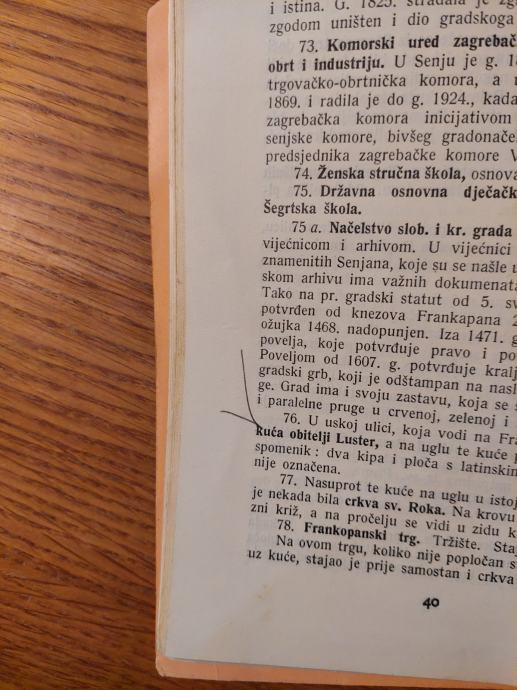 i istina. G. 1825. stradala je
zgodom uništen i dio gradskoga
73. Komorski ured zagrebač
obrt i industriju. U Senju je g.
trgovačko-obrtnička komora, a
1869. i radila je do g. 1924., kada
zagrebačka komora inicijativom
senjske komore, bivšeg gradonače
predsjednika zagrebačke komore V
74. Ženska stručna škola, osnova
75. Državna osnovna dječačk
Šegrtska škola.
75 a. Načelstvo slob. i kr. grada
vijećnicom i arhivom. U vijećnici
znamenitih Senjana, koje su se našle u
skom arhivu ima važnih dokumenata
Tako na pr. gradski statut od 5. sv
potvrđen od knezova Frankapana 2
ožujka 1468. nadopunjen. Iza 1471. g
povelja, koje potvrđuje pravo i po
Poveljom od 1607. g. potvrđuje kralj
gradski grb, koji je odštampan na nasl
ge. Grad ima i svoju zastavu, koja se
i paralelne pruge u crvenoj, zelenoj i
76. U uskoj ulici, koja vodi na Fra
kuća obitelji Luster, a na uglu te kuće
spomenik: dva kipa i ploča s latinskim
nije označena.
77. Nasuprot te kuće na uglu u istoj
je nekada bila crkva sv. Roka. Na krovu
zni križ, a na pročelju se vidi u zidu k
78. Frankopanski trg. Tržište. Staj
Na ovom trgu, koliko nije popločan
uz kuće, stajao je prije samostan i crkva
40